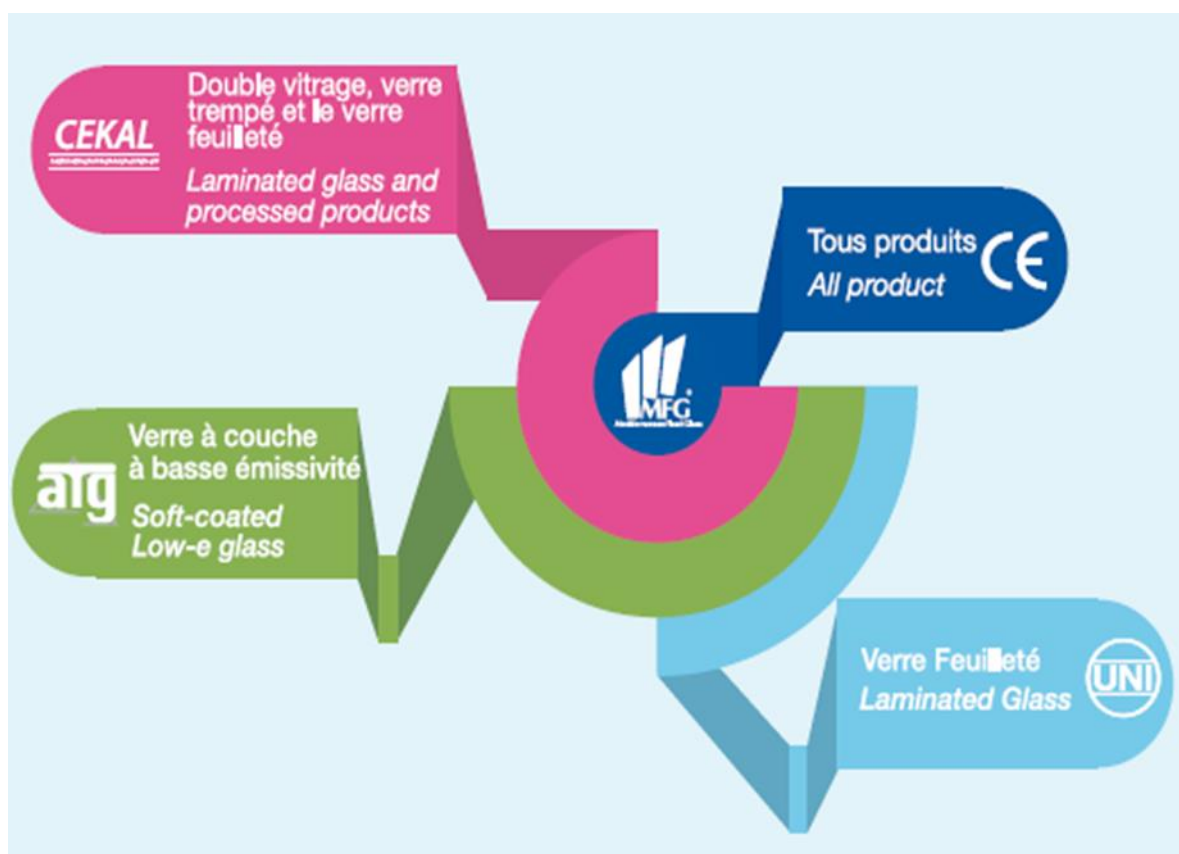 CEKAL
Double vitrage, verre
trempé et le verre
feuilleté
Laminated glass and
processed products
Tous produits
All product
CE
MFG
Verre à couche
à basse émissivité
Soft-coated
Low-e glass
aTg
Verre Feuilleté
Laminated Glass
UNI